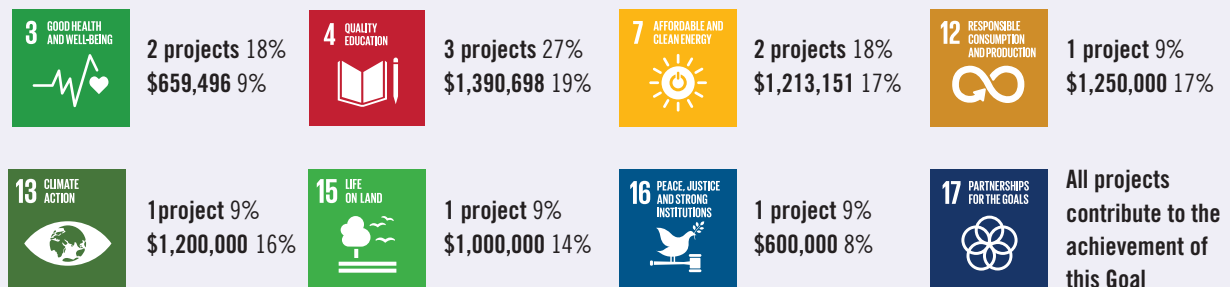 3 GOOD HEALTH
AND WELL-BEING
2 projects 18%
$659,496 9%
4 QUALITY
EDUCATION
3 projects 27%
$1,390,698 19%
7 AFFORDABLE AND
CLEAN ENERGY
2 projects 18%
$1,213,151 17%
12 RESPONSIBLE
CONSUMPTION
AND PRODUCTION
1 project 9%
$1,250,000 17%
13 CLIMATE
ACTION
1project 9%
$1,200,000 16%
15 LIFE
ON LAND
1 project 9%
$1,000,000 14%
16 PEACE, JUSTICE
AND STRONG
INSTITUTIONS
1 project 9%
$600,000 8%
17 PARTNERSHIPS
FOR THE GOALS
All projects
contribute to the
achievement of
this Goal